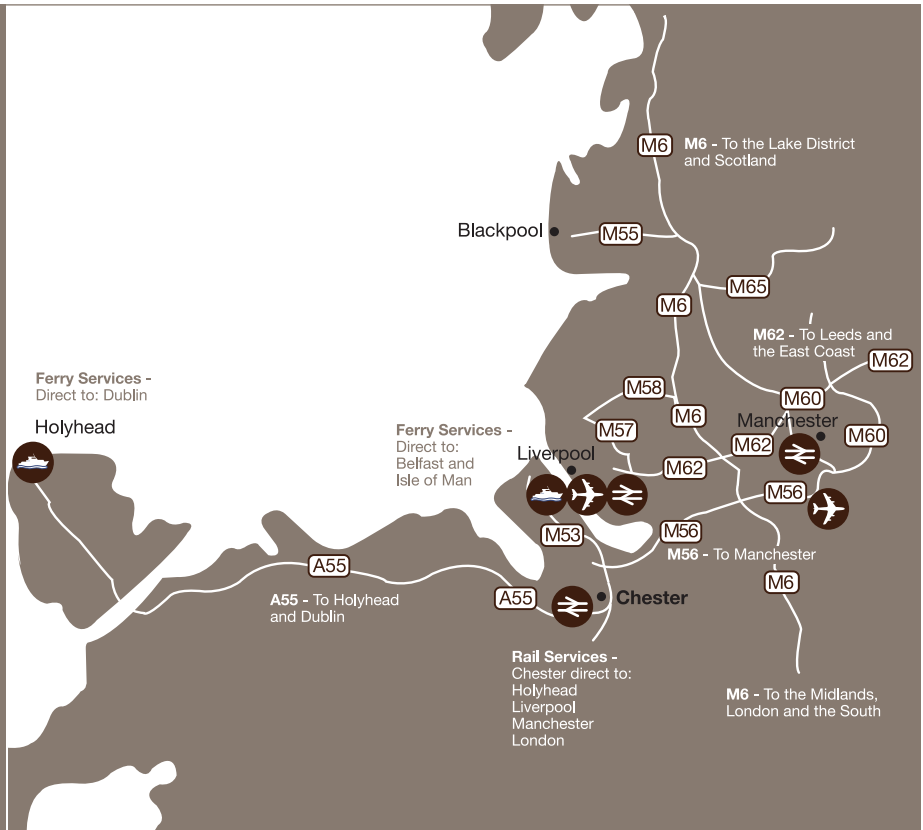 M6
M6 - To the Lake District
and Scotland
Blackpool
M55
M65
M6
M62 - To Leeds and
the East Coast
M62
Ferry Services -
Direct to: Dublin
Holyhead
M58
M60
M6
Manchester
Ferry Services -
Direct to:
Belfast and
Isle of Man
M57
M62
M60
Liverpool
M62
M56
M53
M56
M56 - To Manchester
A55
M6
A55 - To Holyhead
and Dublin
A55
Chester
Rail Services -
Chester direct to:
Holyhead
Liverpool
Manchester
London
M6 - To the Midlands,
London and the South